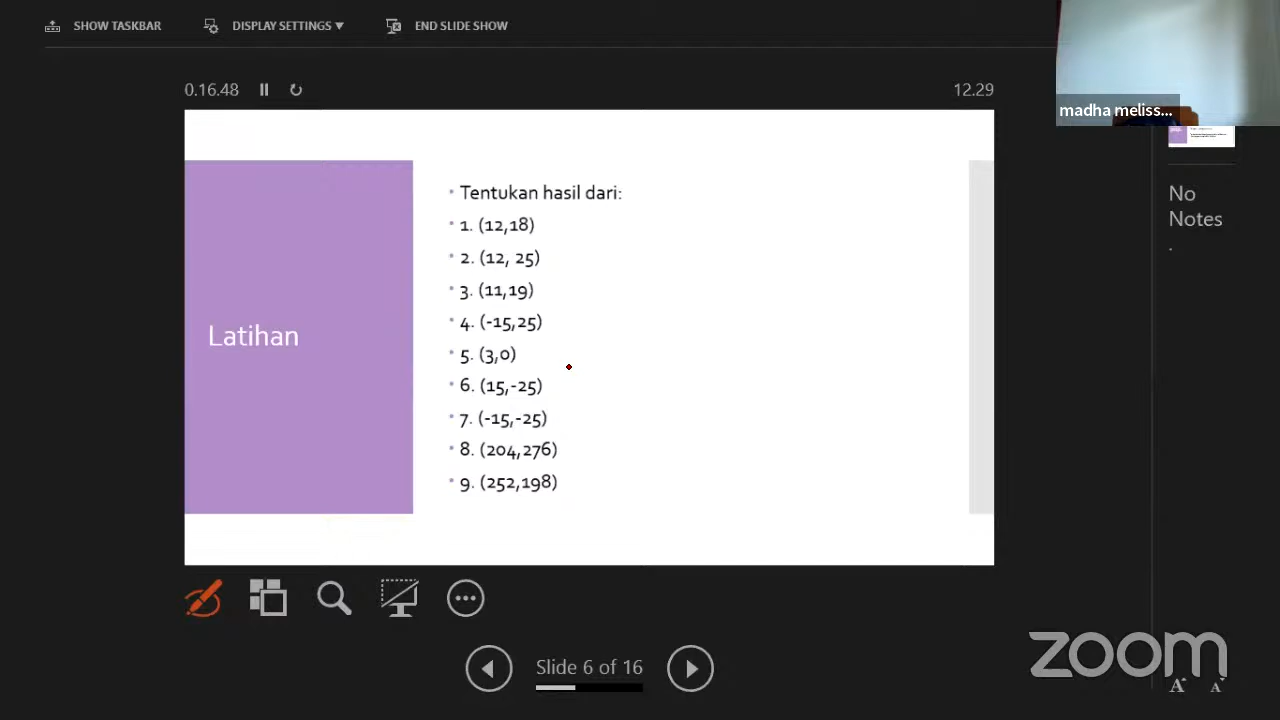 SHOW TASKBAR
DISPLAY SETTINGS
END SLIDE SHOW
madha meliss...
0.16.48
12.29
Latihan
Tentukan hasil dari:
1. (12,18)
2. (12, 25)
3. (11,19)
4. (-15,25)
5. (3,0)
6. (15,-25)
7. (-15,-25)
8. (204,276)
9. (252,198)
No
Notes
.
Slide 6 of 16
zoom
A A